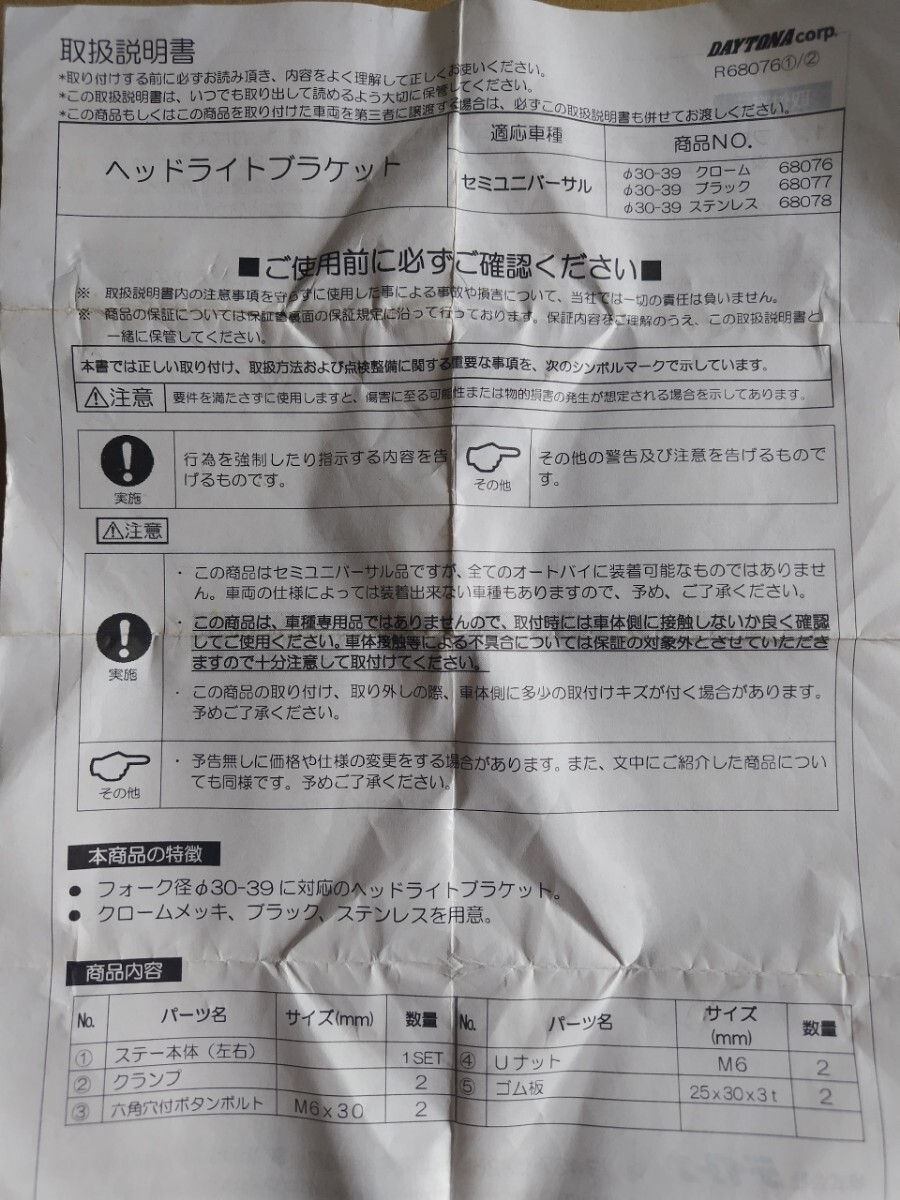 取扱説明書
DAYTONA corp.
R68076①/②
*取り付けする前に必ずお読み頂き、内容をよく理解して正しくお使いください。
*この取扱説明書は、いつでも取り出して読めるよう大切に保管してください。
*この商品もしくはこの商品を取り付けた車両を第三者に譲渡する場合は、必ずこの取扱説明書も併せてお渡しください。
ヘッドライトブラケット
適応車種
商品NO.
セミユニバーサル
φ30-39 クローム 68076
φ30-39 ブラック 68077
φ30-39 ステンレス 68078
■ご使用前に必ずご確認ください■
※ 取扱説明書内の注意事項を守らずに使用した事による事故や損害について、当社では一切の責任は負いません。
※ 商品の保証については保証書裏面の保証規定に沿って行っております。保証内容をご理解のうえ、この取扱説明書と
一緒に保管してください。
本書では正しい取り付け、取扱方法および点検整備に関する重要な事項を、次のシンボルマークで示しています。
⚠注意 要件を満たさずに使用しますと、傷害に至る可能性または物的損害の発生が想定される場合を示してあります。
実施
行為を強制したり指示する内容を告
げるものです。
その他
その他の警告及び注意を告げるもので
す。
⚠注意
実施
・この商品はセミユニバーサル品ですが、全てのオートバイに装着可能なものではありませ
ん。車両の仕様によっては装着出来ない車種もありますので、予め、ご了承ください。
・この商品は、車種専用品ではありませんので、取付時には車体側に接触しないか良く確認
してご使用ください。車体接触等による不具合については保証の対象外とさせていただき
ますので十分注意して取付けてください。
・この商品の取り付け、取り外しの際、車体側に多少の取付けキズが付く場合があります。
予めご了承ください。
その他
・予告無しに価格や仕様の変更をする場合があります。また、文中にご紹介した商品につい
ても同様です。予めご了承ください。
本商品の特徴
● フォーク径φ30-39に対応のヘッドライトブラケット。
● クロームメッキ、ブラック、ステンレスを用意。
商品内容
No. パーツ名 サイズ(mm) 数量 No. パーツ名 サイズ(mm) 数量
① ステー本体（左右） 1SET ④ Uナット M6 2
② クランプ 2 ⑤ ゴム板 25x30x3t 2
③ 六角穴付ボタンボルト M6x30 2